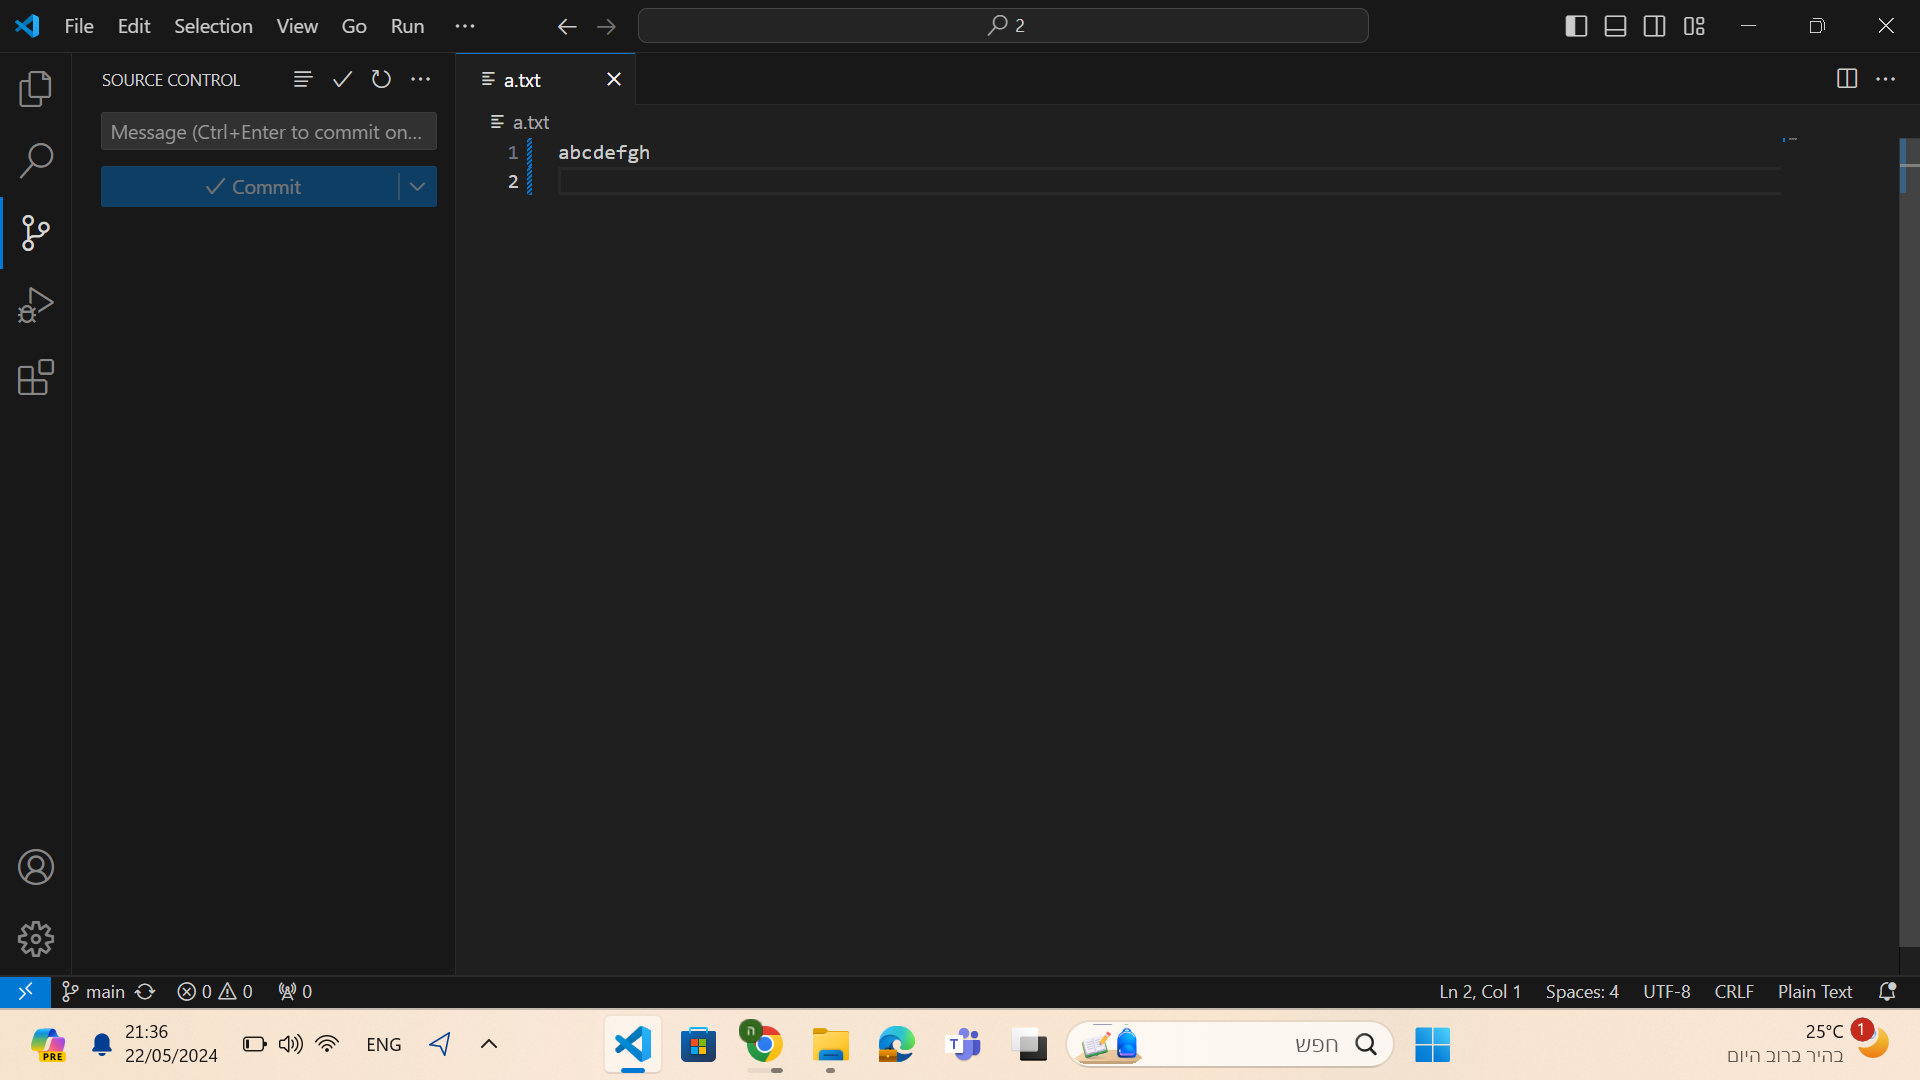 File Edit Selection View Go Run
2
SOURCE CONTROL
Message (Ctrl+Enter to commit on...
Commit
a.txt
a.txt
1 abcdefgh
2
main 0 0 0
Ln 2, Col 1 Spaces: 4 UTF-8 CRLF Plain Text
PRE
21:36
22/05/2024
ENG
ה
T
חפש
25°C
בהיר ברוב היום
1